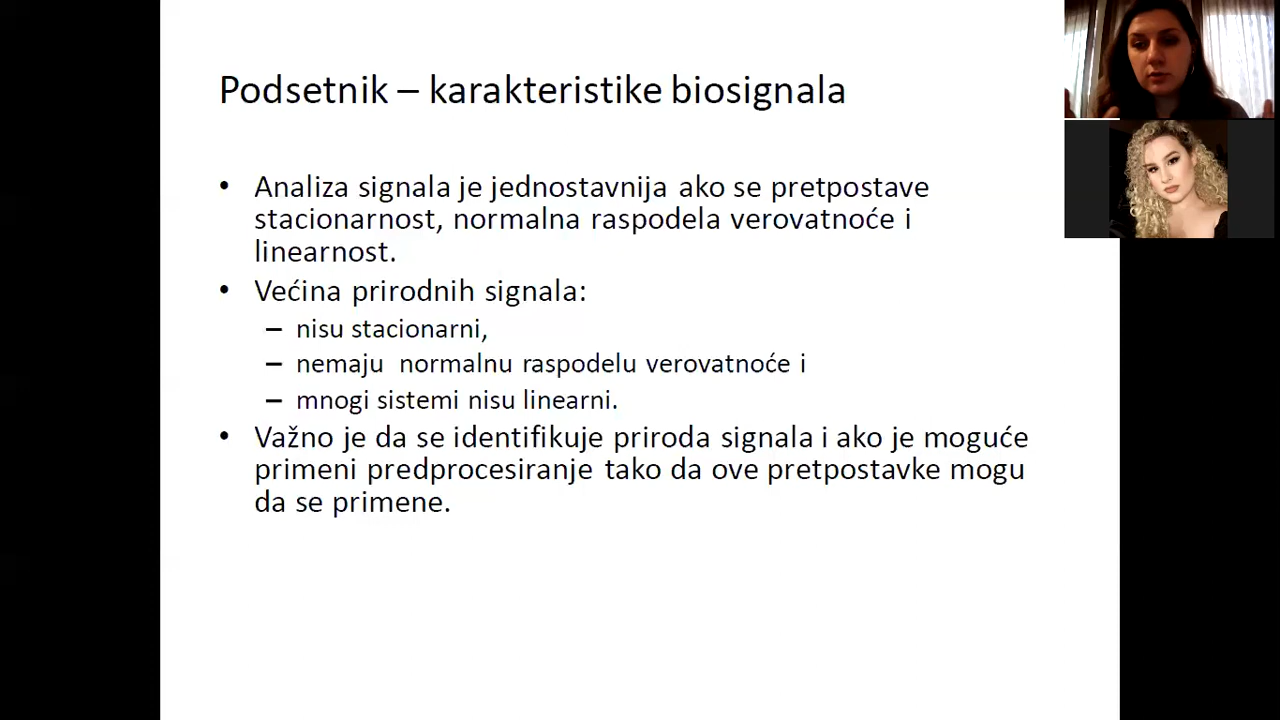 Podsetnik – karakteristike biosignala
• Analiza signala je jednostavnija ako se pretpostave
stacionarnost, normalna raspodela verovatnoće i
linearnost.
• Većina prirodnih signala:
– nisu stacionarni,
– nemaju normalnu raspodelu verovatnoće i
– mnogi sistemi nisu linearni.
• Važno je da se identifikuje priroda signala i ako je moguće
primeni predprocesiranje tako da ove pretpostavke mogu
da se primene.